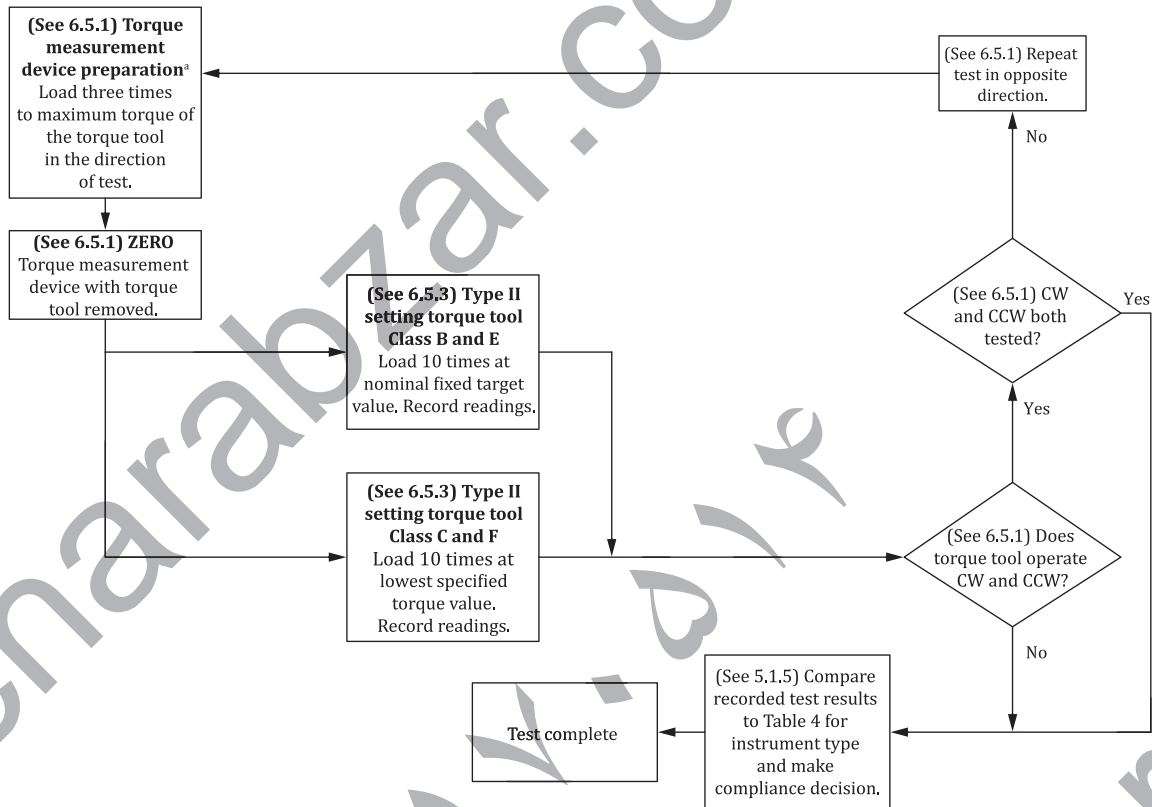 (See 6.5.1) Torque
measurement
device preparationᵃ
Load three times
to maximum torque of
the torque tool
in the direction
of test.
(See 6.5.1) Repeat
test in opposite
direction.
No
(See 6.5.1) ZERO
Torque measurement
device with torque
tool removed.
(See 6.5.3) Type II
setting torque tool
Class B and E
Load 10 times at
nominal fixed target
value. Record readings.
(See 6.5.1) CW
and CCW both
tested?
Yes
Yes
(See 6.5.3) Type II
setting torque tool
Class C and F
Load 10 times at
lowest specified
torque value.
Record readings.
(See 6.5.1) Does
torque tool operate
CW and CCW?
No
(See 5.1.5) Compare
recorded test results
to Table 4 for
instrument type
and make
compliance decision.
Test complete
enarabzar.co